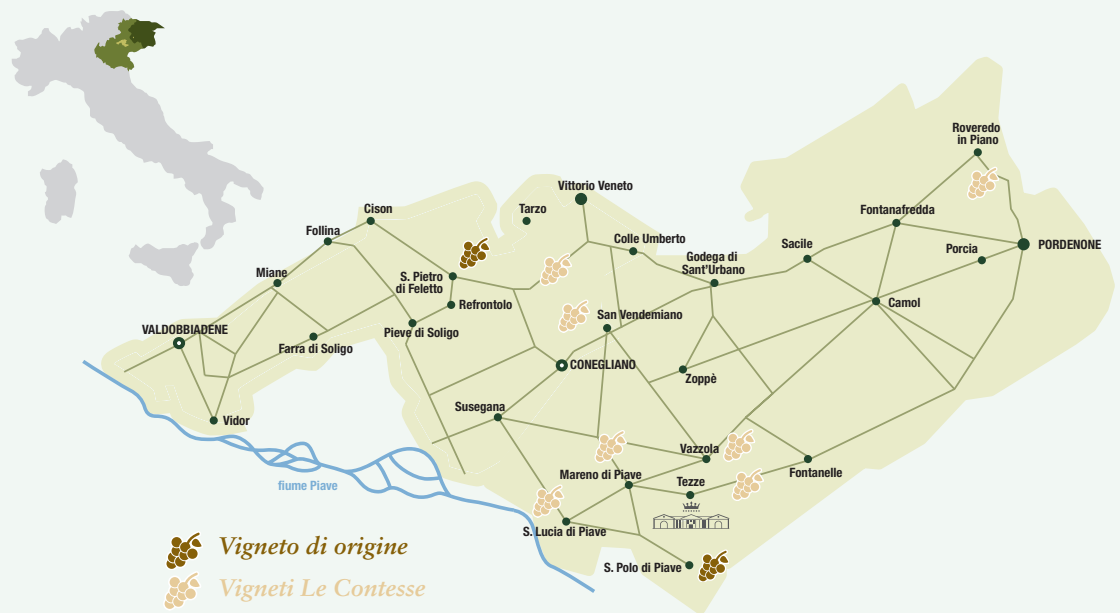 Roveredo
in Piano
Vittorio Veneto
Cison
Tarzo
Fontanafredda
Follina
Colle Umberto
Sacile
Porcia
PORDENONE
Godega di
Sant'Urbano
Miane
S. Pietro
di Feletto
Refrontolo
Camol
San Vendemiano
VALDOBBIADENE
Pieve di Soligo
Farra di Soligo
CONEGLIANO
Zoppè
Susegana
Vidor
Vazzola
Mareno di Piave
Tezze
Fontanelle
fiume Piave
S. Lucia di Piave
S. Polo di Piave
Vigneto di origine
Vigneti Le Contesse